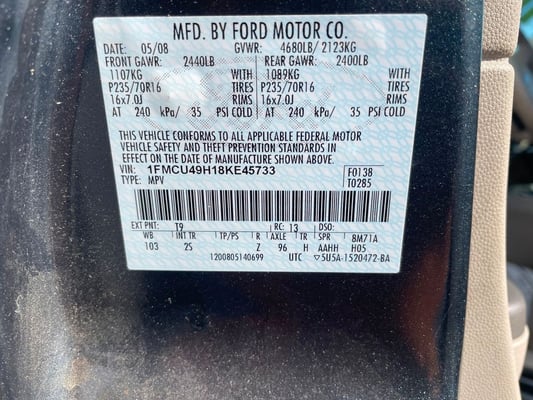 MFD. BY FORD MOTOR CO.
DATE: 05/08 GVWR: 4680LB/ 2123KG
FRONT GAWR: 2440LB REAR GAWR: 2400LB
1107KG WITH 1089KG WITH
P235/70R16 TIRES P235/70R16 TIRES
16x7.0J RIMS 16x7.0J RIMS
AT 240 kPa/ 35 PSI COLD AT 240 kPa/ 35 PSI COLD
THIS VEHICLE CONFORMS TO ALL APPLICABLE FEDERAL MOTOR
VEHICLE SAFETY AND THEFT PREVENTION STANDARDS IN
EFFECT ON THE DATE OF MANUFACTURE SHOWN ABOVE.
VIN: 1FMCU49H18KE45733 F0138
TYPE: MPV T0285
EXT PNT: T9 RC: 13 DSO:
WB INT TR TP/PS R AXLE TR SPR 8M71A
103 2S Z 96 H AAHH H05
1200805140699 UTC ▽5U5A-1520472-BA